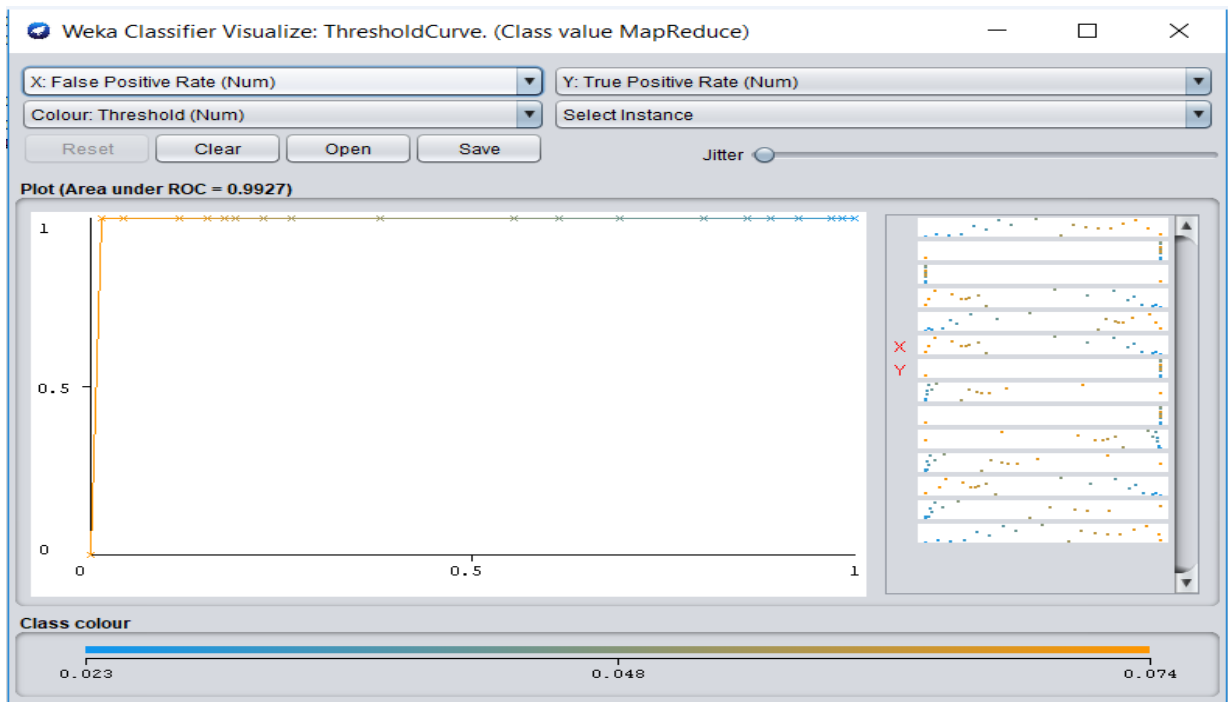 Weka Classifier Visualize: ThresholdCurve. (Class value MapReduce)
X: False Positive Rate (Num) Y: True Positive Rate (Num)
Colour: Threshold (Num) Select Instance
Reset Clear Open Save Jitter
Plot (Area under ROC = 0.9927)
1
X
Y
0.5
0
0 0.5 1
Class colour
0.023 0.048 0.074